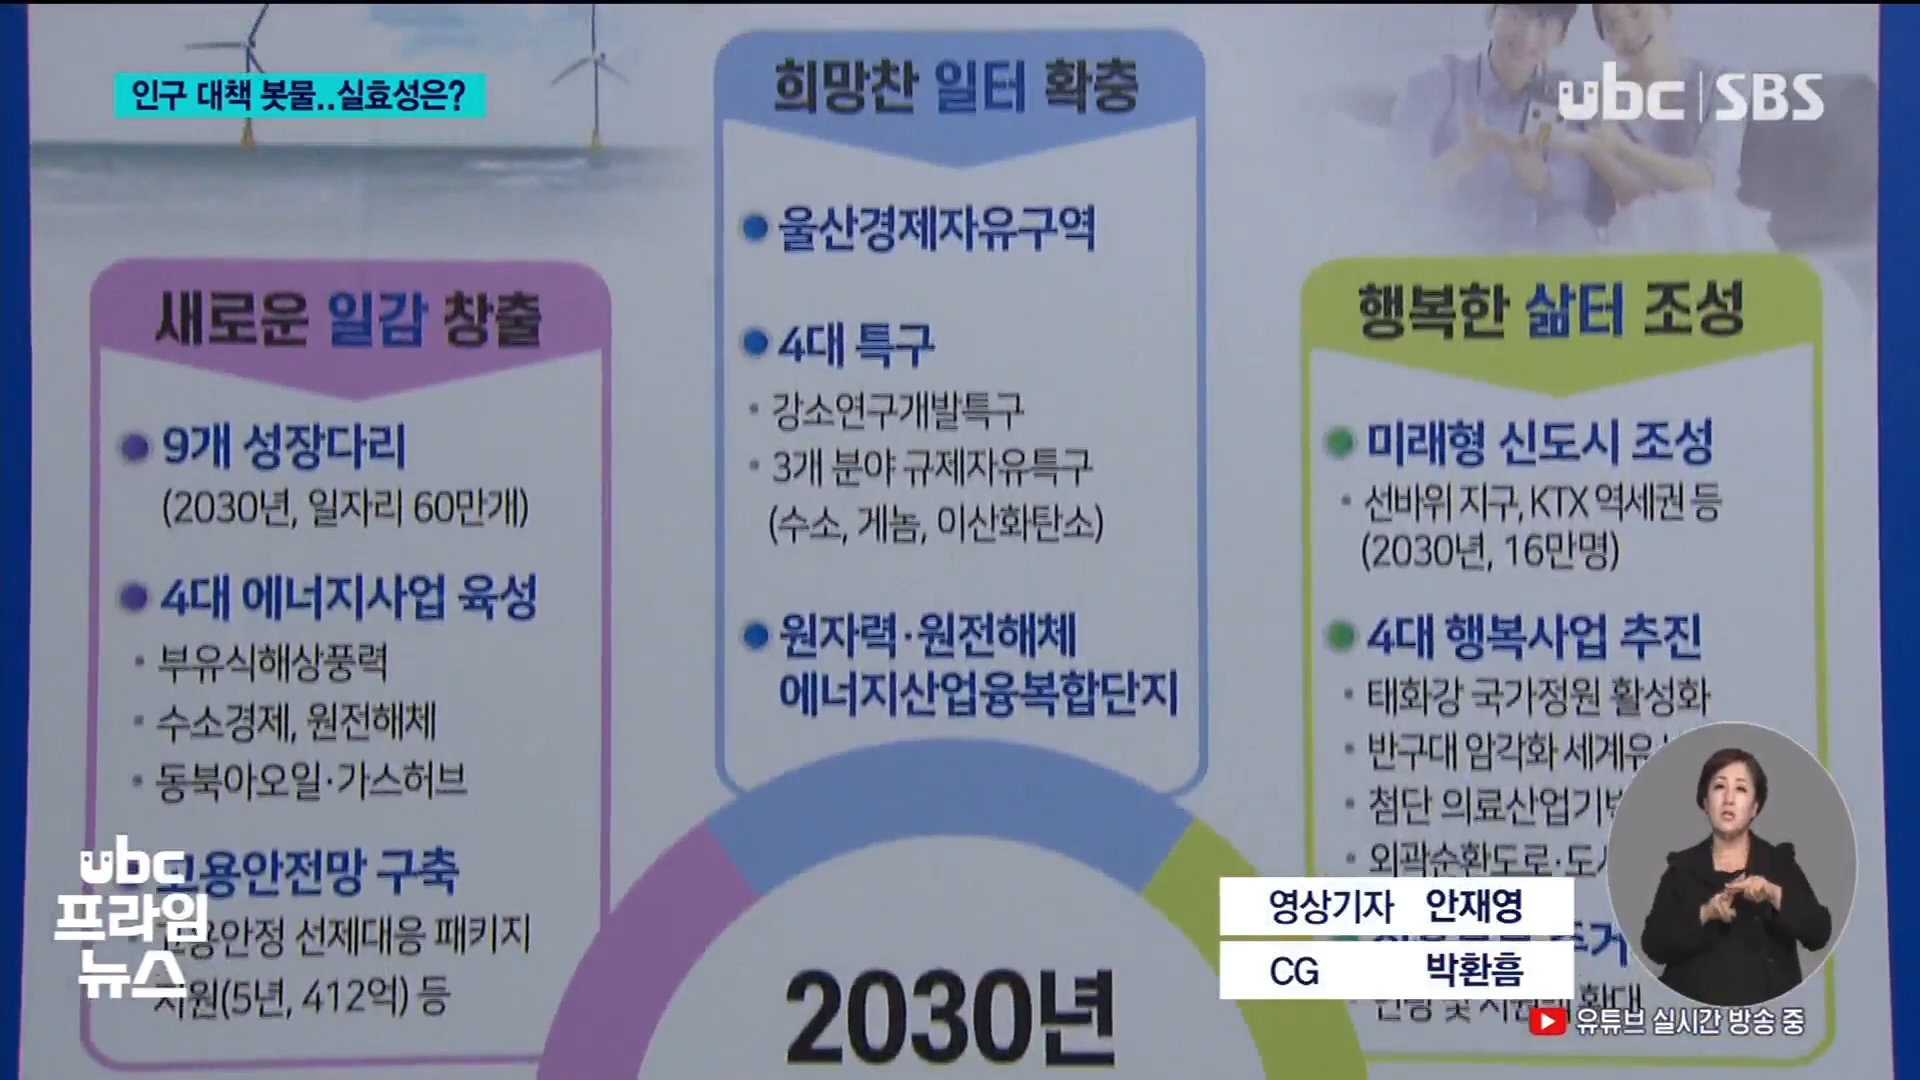 인구 대책 봇물..실효성은?
ubc SBS
새로운 일감 창출
9개 성장다리
(2030년, 일자리 60만개)
4대 에너지사업 육성
부유식해상풍력
수소경제, 원전해체
동북아오일·가스허브
고용안전망 구축
고용안정 선제대응 패키지
지원(5년, 412억) 등
희망찬 일터 확충
울산경제자유구역
4대 특구
강소연구개발특구
3개 분야 규제자유특구
(수소, 게놈, 이산화탄소)
원자력·원전해체
에너지산업융복합단지
행복한 삶터 조성
미래형 신도시 조성
선바위 지구, KTX 역세권 등
(2030년, 16만명)
4대 행복사업 추진
태화강 국가정원 활성화
반구대 암각화
첨단
외곽순환도로
확대
2030년
ubc
프라임
뉴스
영상기자 안재영
CG 박환흠
유튜브 실시간 방송 중